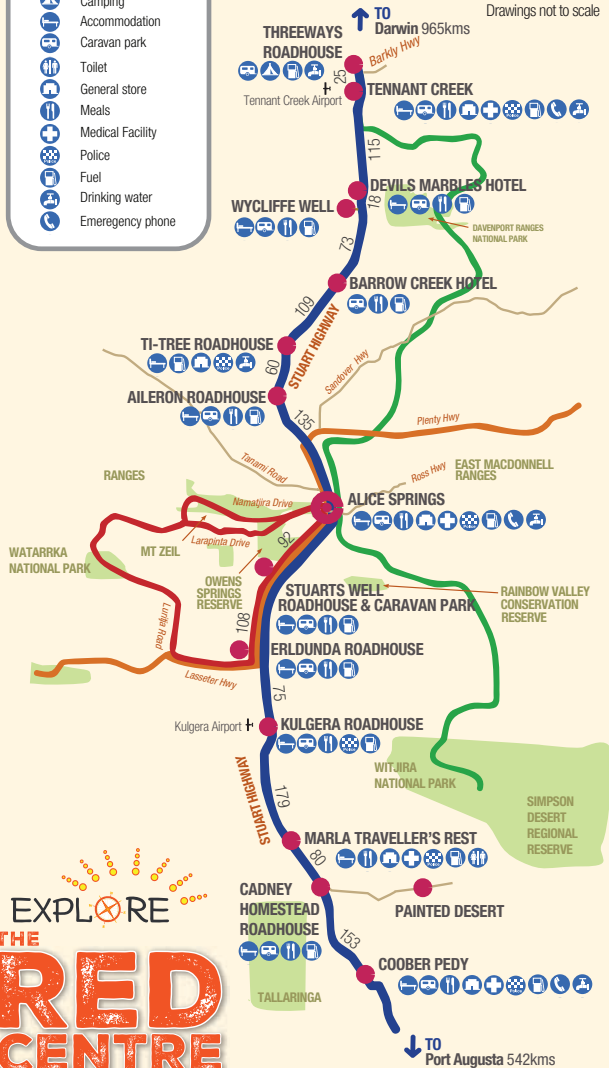 Camping
Accommodation
Caravan park
Toilet
General store
Meals
Medical Facility
Police
Fuel
Drinking water
Emeregency phone
Drawings not to scale
TO
Darwin 965kms
THREEWAYS
ROADHOUSE
Barkly Hwy
25
Tennant Creek Airport
TENNANT CREEK
115
DEVILS MARBLES HOTEL
18
WYCLIFFE WELL
DAVENPORT RANGES
NATIONAL PARK
73
BARROW CREEK HOTEL
109
STUART HIGHWAY
TI-TREE ROADHOUSE
60
Sandover Hwy
AILERON ROADHOUSE
135
Plenty Hwy
Tanami Road
Ross Hwy
EAST MACDONNELL
RANGES
RANGES
Namatjira Drive
ALICE SPRINGS
Larapinta Drive
92
WATARRKA
NATIONAL PARK
MT ZEIL
OWENS
SPRINGS
RESERVE
STUARTS WELL
ROADHOUSE & CARAVAN PARK
RAINBOW VALLEY
CONSERVATION
RESERVE
Luritja Road
108
ERLDUNDA ROADHOUSE
Lasseter Hwy
75
Kulgera Airport
KULGERA ROADHOUSE
WITJIRA
NATIONAL PARK
STUART HIGHWAY
179
SIMPSON
DESERT
REGIONAL
RESERVE
MARLA TRAVELLER'S REST
80
CADNEY
HOMESTEAD
ROADHOUSE
PAINTED DESERT
EXPLORE
THE
RED
CENTRE
153
COOBER PEDY
TALLARINGA
TO
Port Augusta 542kms